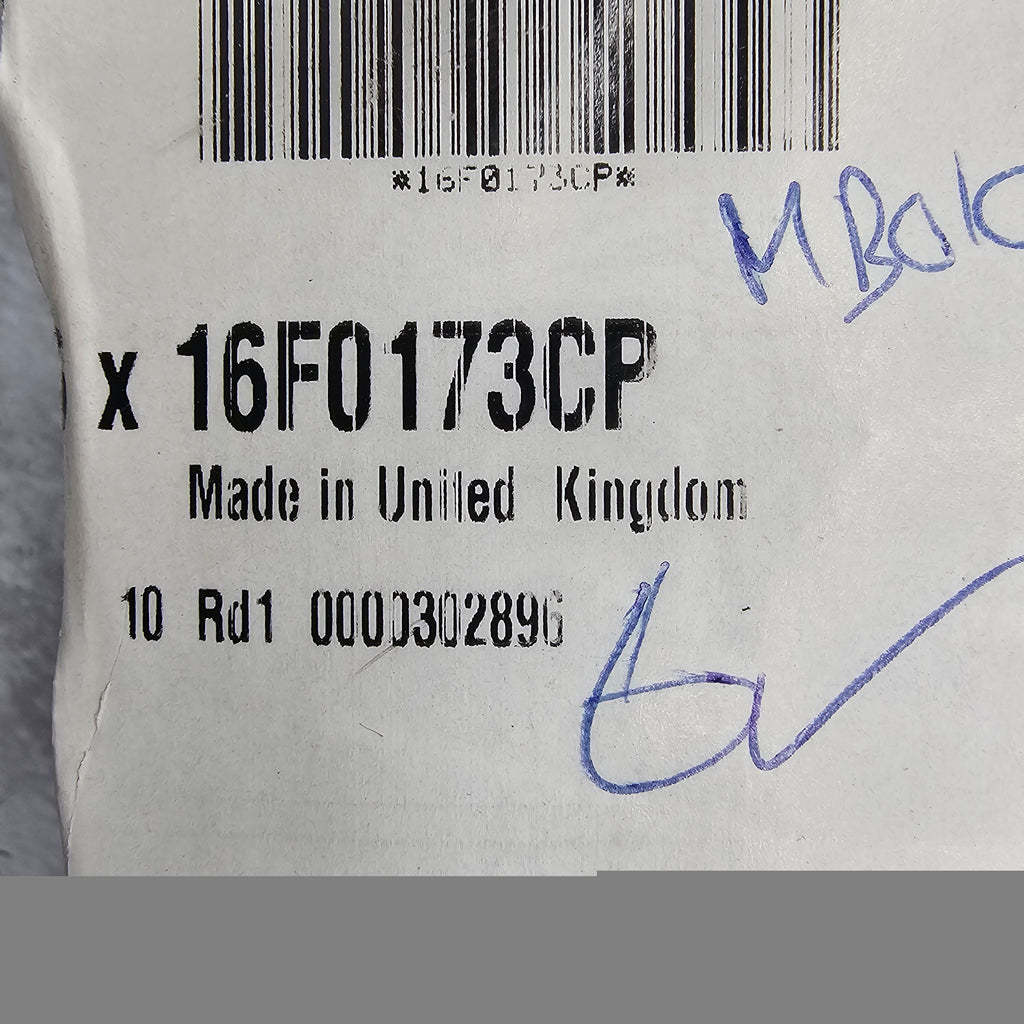 *16F0173CP*
x 16F0173CP
Made in United Kingdom
10 Rd1 0000302896